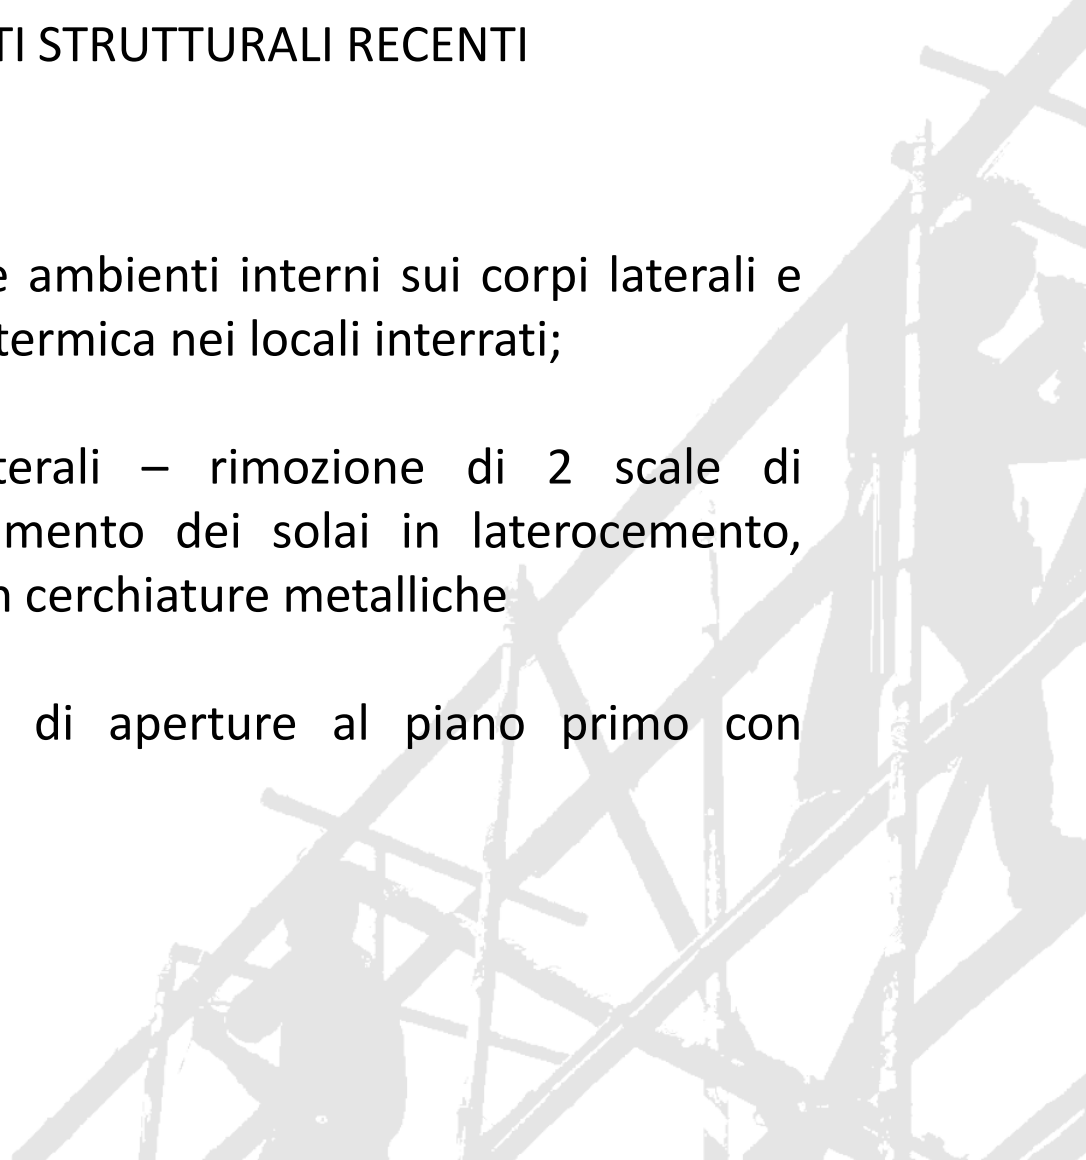 TI STRUTTURALI RECENTI
e ambienti interni sui corpi laterali e
termica nei locali interrati;
terali – rimozione di 2 scale di
mento dei solai in laterocemento,
n cerchiature metalliche
di aperture al piano primo con